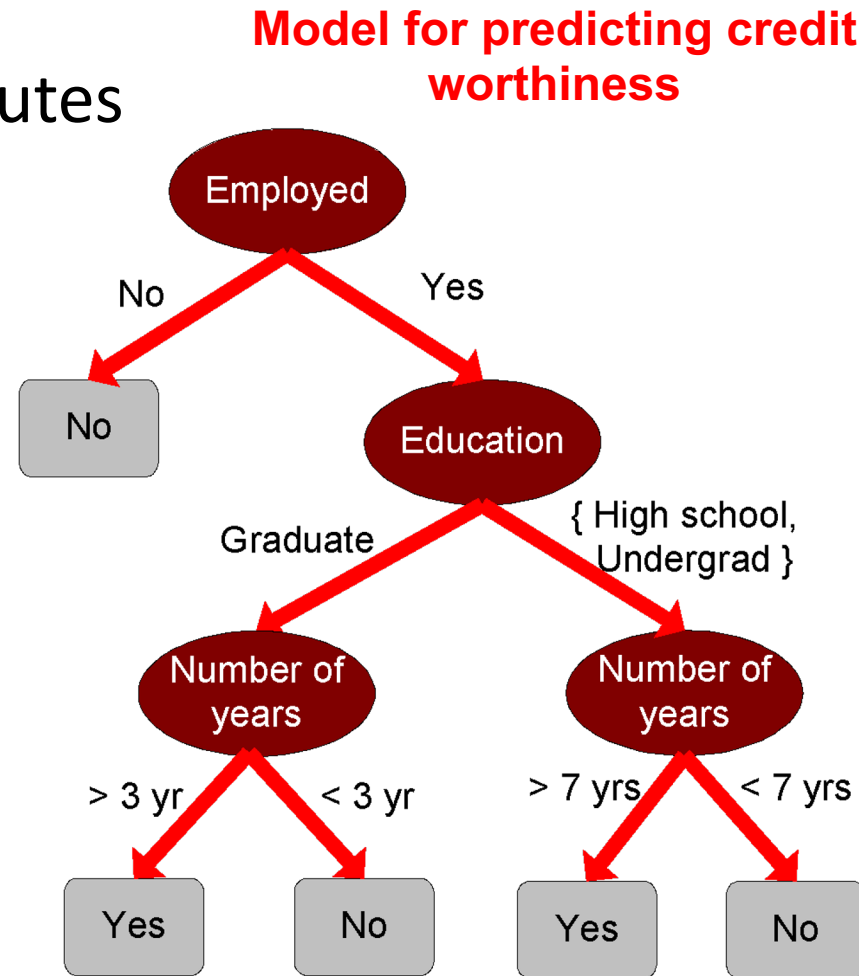 Model for predicting credit
worthiness
utes
Employed
No
Yes
No
Education
Graduate
{ High school,
Undergrad }
Number of
years
Number of
years
> 3 yr
< 3 yr
> 7 yrs
< 7 yrs
Yes
No
Yes
No